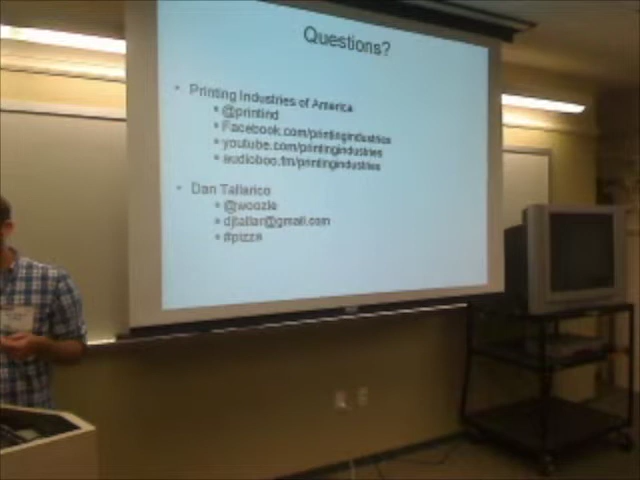 Questions?
• Printing Industries of America
• @printind
• Facebook.com/printingindustries
• youtube.com/printingindustries
• audioboo.fm/printingindustries
• Dan Tallarico
• @woozle
• djtallar@gmail.com
• #pizza